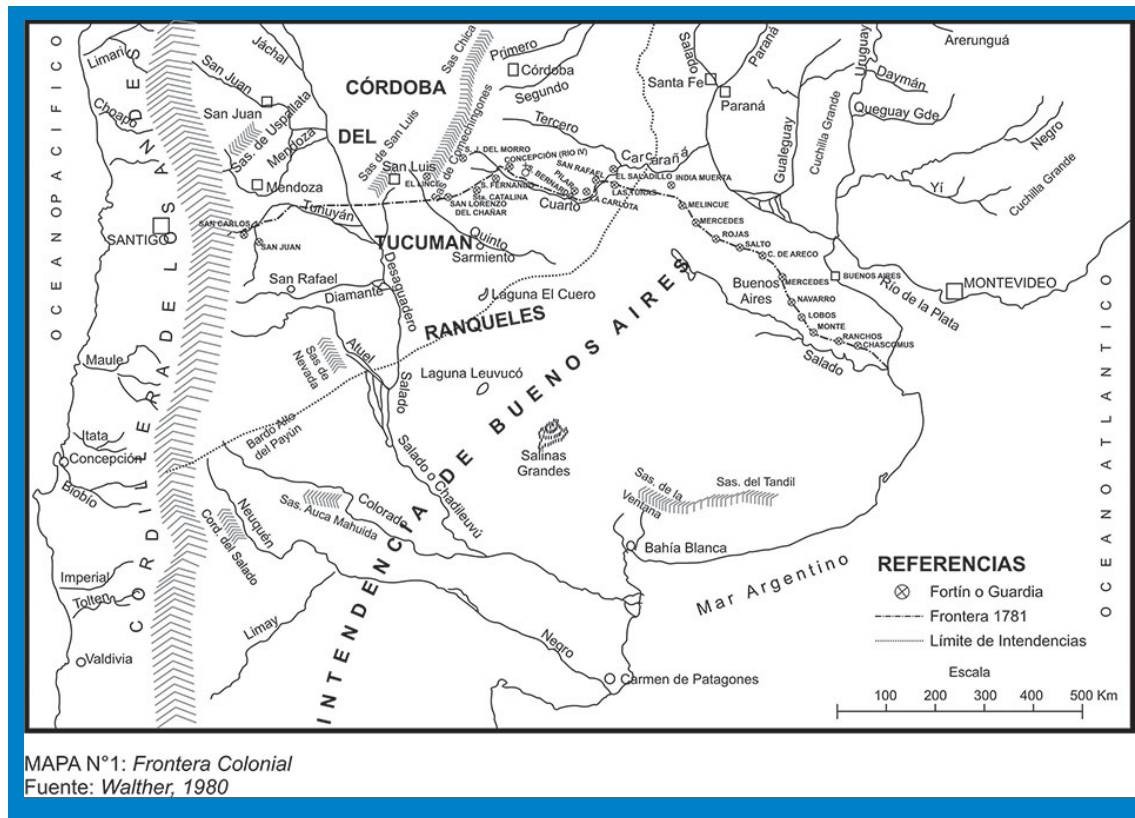 OCEANO PACIFICO
CORDILLERA DE LOS ANDES
Limarí
Chpapo
San Juan
Jáchal
San Juan
Sas. de Uspallata
Mendoza
Mendoza
SANTIGO
SAN CARLOS
SAN JUAN
Tunuyán
San Rafael
Diamante
CÓRDOBA
DEL
TUCUMAN
Sas de San Luis
San Luis
Sas Chica
de Comechingones
Primero
Córdoba
Segundo
Tercero
Carcarañá
S. J. DEL MORRO
CONCEPCIÓN (RIO IV)
EL LINCE
S. FERNANDO
Sta. CATALINA
SAN LORENZO
DEL CHAÑAR
BERNARDO
PILAR
SAN RAFAEL
EL SALADILLO
INDIA MUERTA
LAS TUNAS
LA CARLOTA
Cuarto
Quinto
Sarmiento
Desaguadero
Laguna El Cuero
RANQUELES
Laguna Leuvucó
Salinas
Grandes
Salado
Paraná
Santa Fe
Paraná
Gualeguay
Cuchilla Grande
Uruguay
Arerunguá
Daymán
Queguay Gde
Negro
Yí
Cuchilla Grande
MELINCUE
MERCEDES
ROJAS
SALTO
C. DE ARECO
MERCEDES
NAVARRO
LOBOS
MONTE
RANCHOS
CHASCOMUS
Buenos
Aires
BUENOS AIRES
Río de la Plata
MONTEVIDEO
Salado
OCEANO ATLANTICO
INTENDENCIA DE BUENOS AIRES
Maule
Itata
Concepción
Biobío
Imperial
Tolten
Valdivia
Sas de
Nevada
Atuel
Salado
Bardo Allo
del Payún
Salado o Chadileuvú
Neuquén
Cord. del Salado
Sas. Auca Mahuida
Colorado
Limay
Negro
Sas. de la
Ventana
Sas. del Tandil
Bahía Blanca
Mar Argentino
Carmen de Patagones
REFERENCIAS
Fortín o Guardia
Frontera 1781
Límite de Intendencias
Escala
100 200 300 400 500 Km
MAPA N°1: Frontera Colonial
Fuente: Walther, 1980